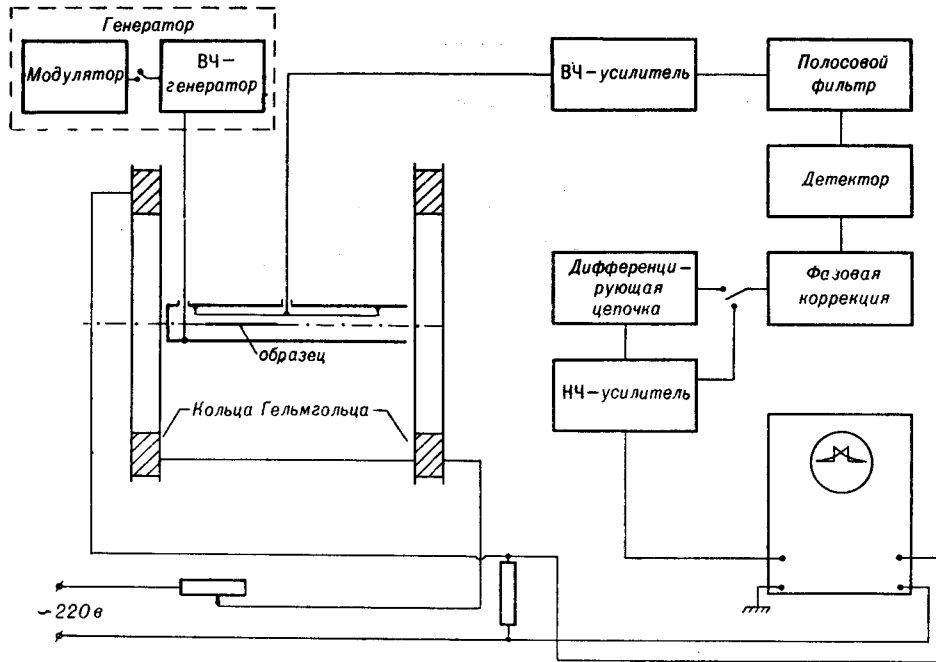 Генератор
Модулятор
ВЧ-
генератор
ВЧ-усилитель
Полосовой
фильтр
Детектор
Дифференци-
рующая
цепочка
Фазовая
коррекция
образец
НЧ-усилитель
Кольца Гельмгольца
~220в